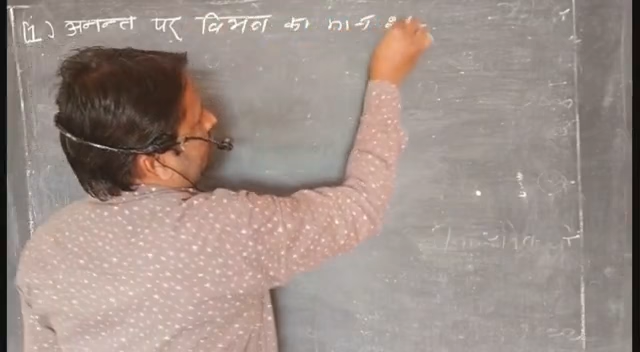 (1) अनन्त पर विभव का मान